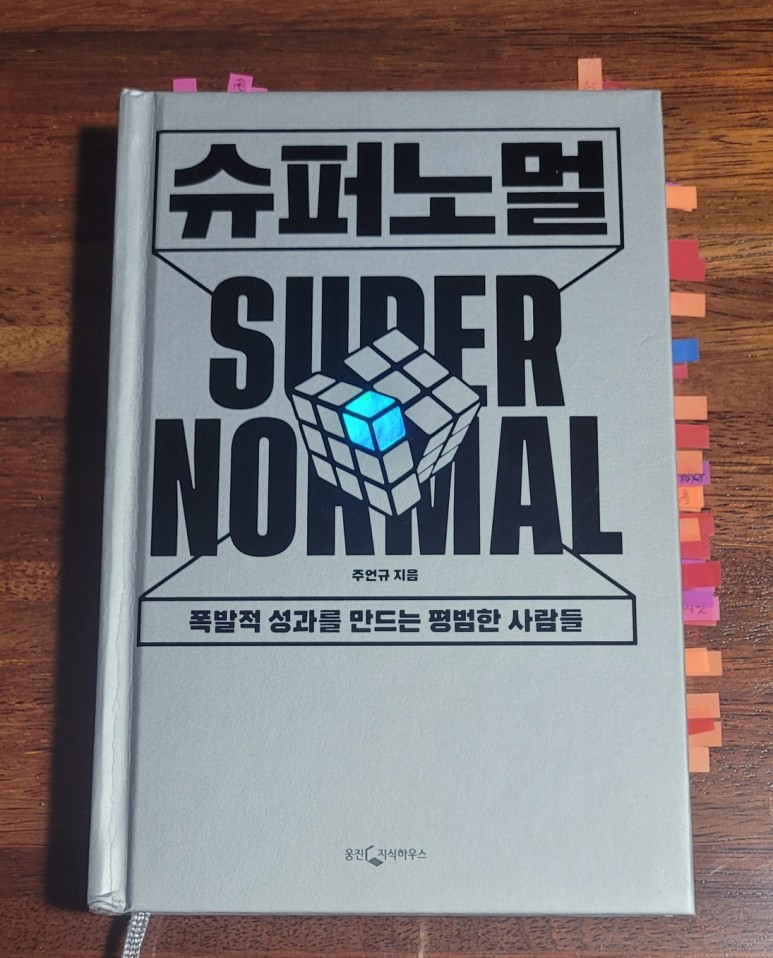 슈퍼노멀
SUPER
NORMAL
주언규 지음
폭발적 성과를 만드는 평범한 사람들
웅진 지식하우스